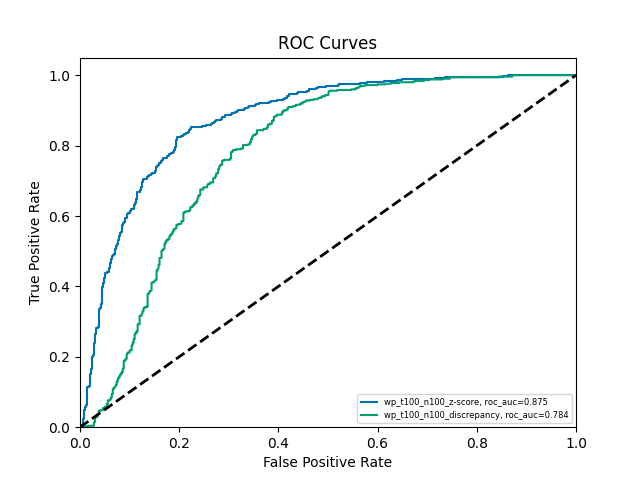 ROC Curves
1.0
0.8
0.6
0.4
0.2
0.0
True Positive Rate
wp_t100_n100_z-score, roc_auc=0.875
wp_t100_n100_discrepancy, roc_auc=0.784
0.0 0.2 0.4 0.6 0.8 1.0
False Positive Rate